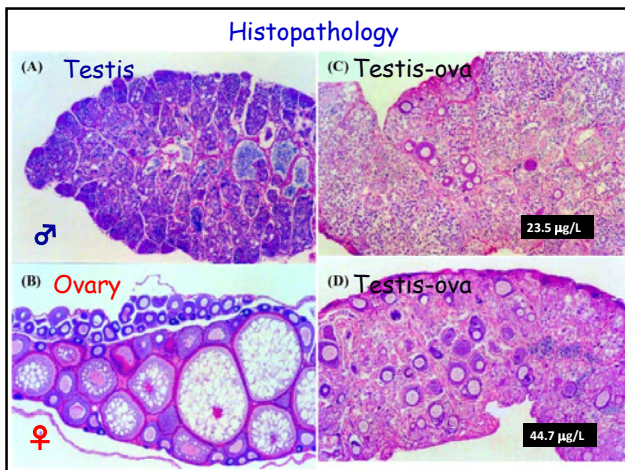 Histopathology
(A) Testis
♂
(C) Testis-ova
23.5 µg/L
(B) Ovary
♀
(D) Testis-ova
44.7 µg/L